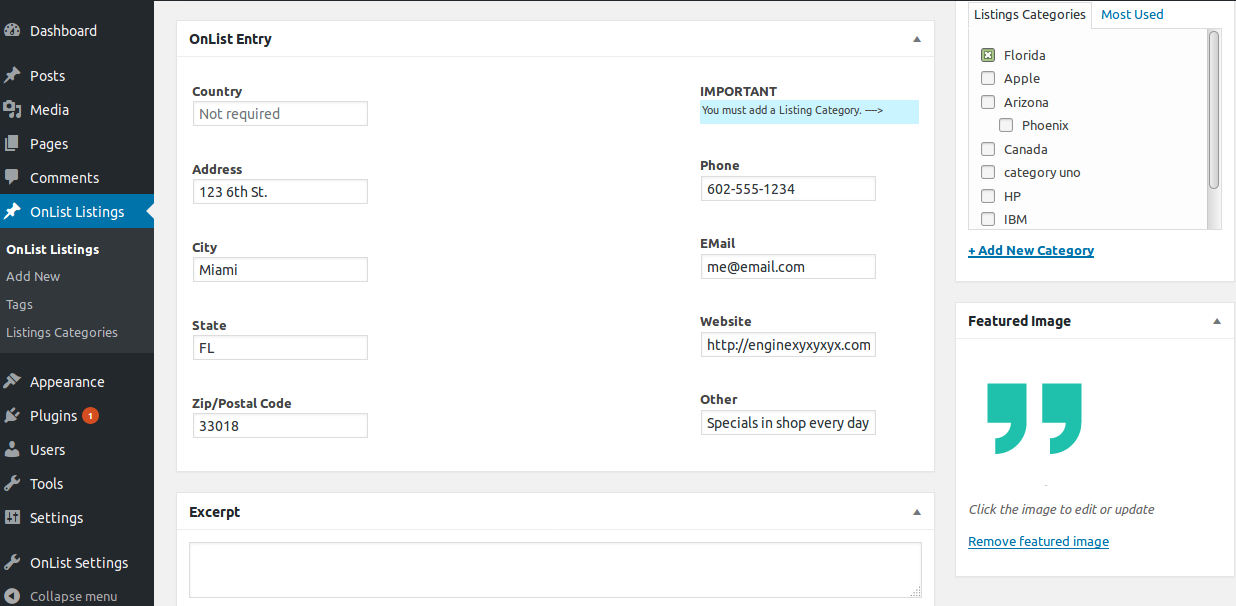 Dashboard
Posts
Media
Pages
Comments
OnList Listings
OnList Listings
Add New
Tags
Listings Categories
Appearance
Plugins 1
Users
Tools
Settings
OnList Settings
Collapse menu
OnList Entry
Country
Not required
Address
123 6th St.
City
Miami
State
FL
Zip/Postal Code
33018
IMPORTANT
You must add a Listing Category. ---->
Phone
602-555-1234
EMail
me@email.com
Website
http://enginexyxyxyx.com
Other
Specials in shop every day
Excerpt
Listings Categories
Most Used
Florida
Apple
Arizona
Phoenix
Canada
category uno
HP
IBM
+ Add New Category
Featured Image
Click the image to edit or update
Remove featured image